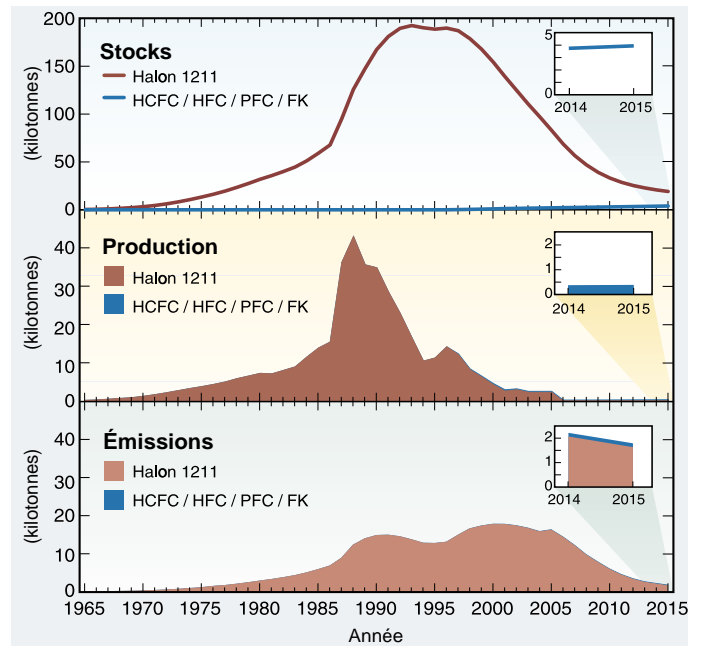 200
Stocks
Halon 1211
HCFC / HFC / PFC / FK
150
100
50
0
(kilotonnes)
5
0
2014 2015
Production
Halon 1211
HCFC / HFC / PFC / FK
40
30
20
10
0
(kilotonnes)
2
1
0
2014 2015
Émissions
Halon 1211
HCFC / HFC / PFC / FK
40
30
20
10
0
(kilotonnes)
2
1
0
2014 2015
1965 1970 1975 1980 1985 1990 1995 2000 2005 2010 2015
Année